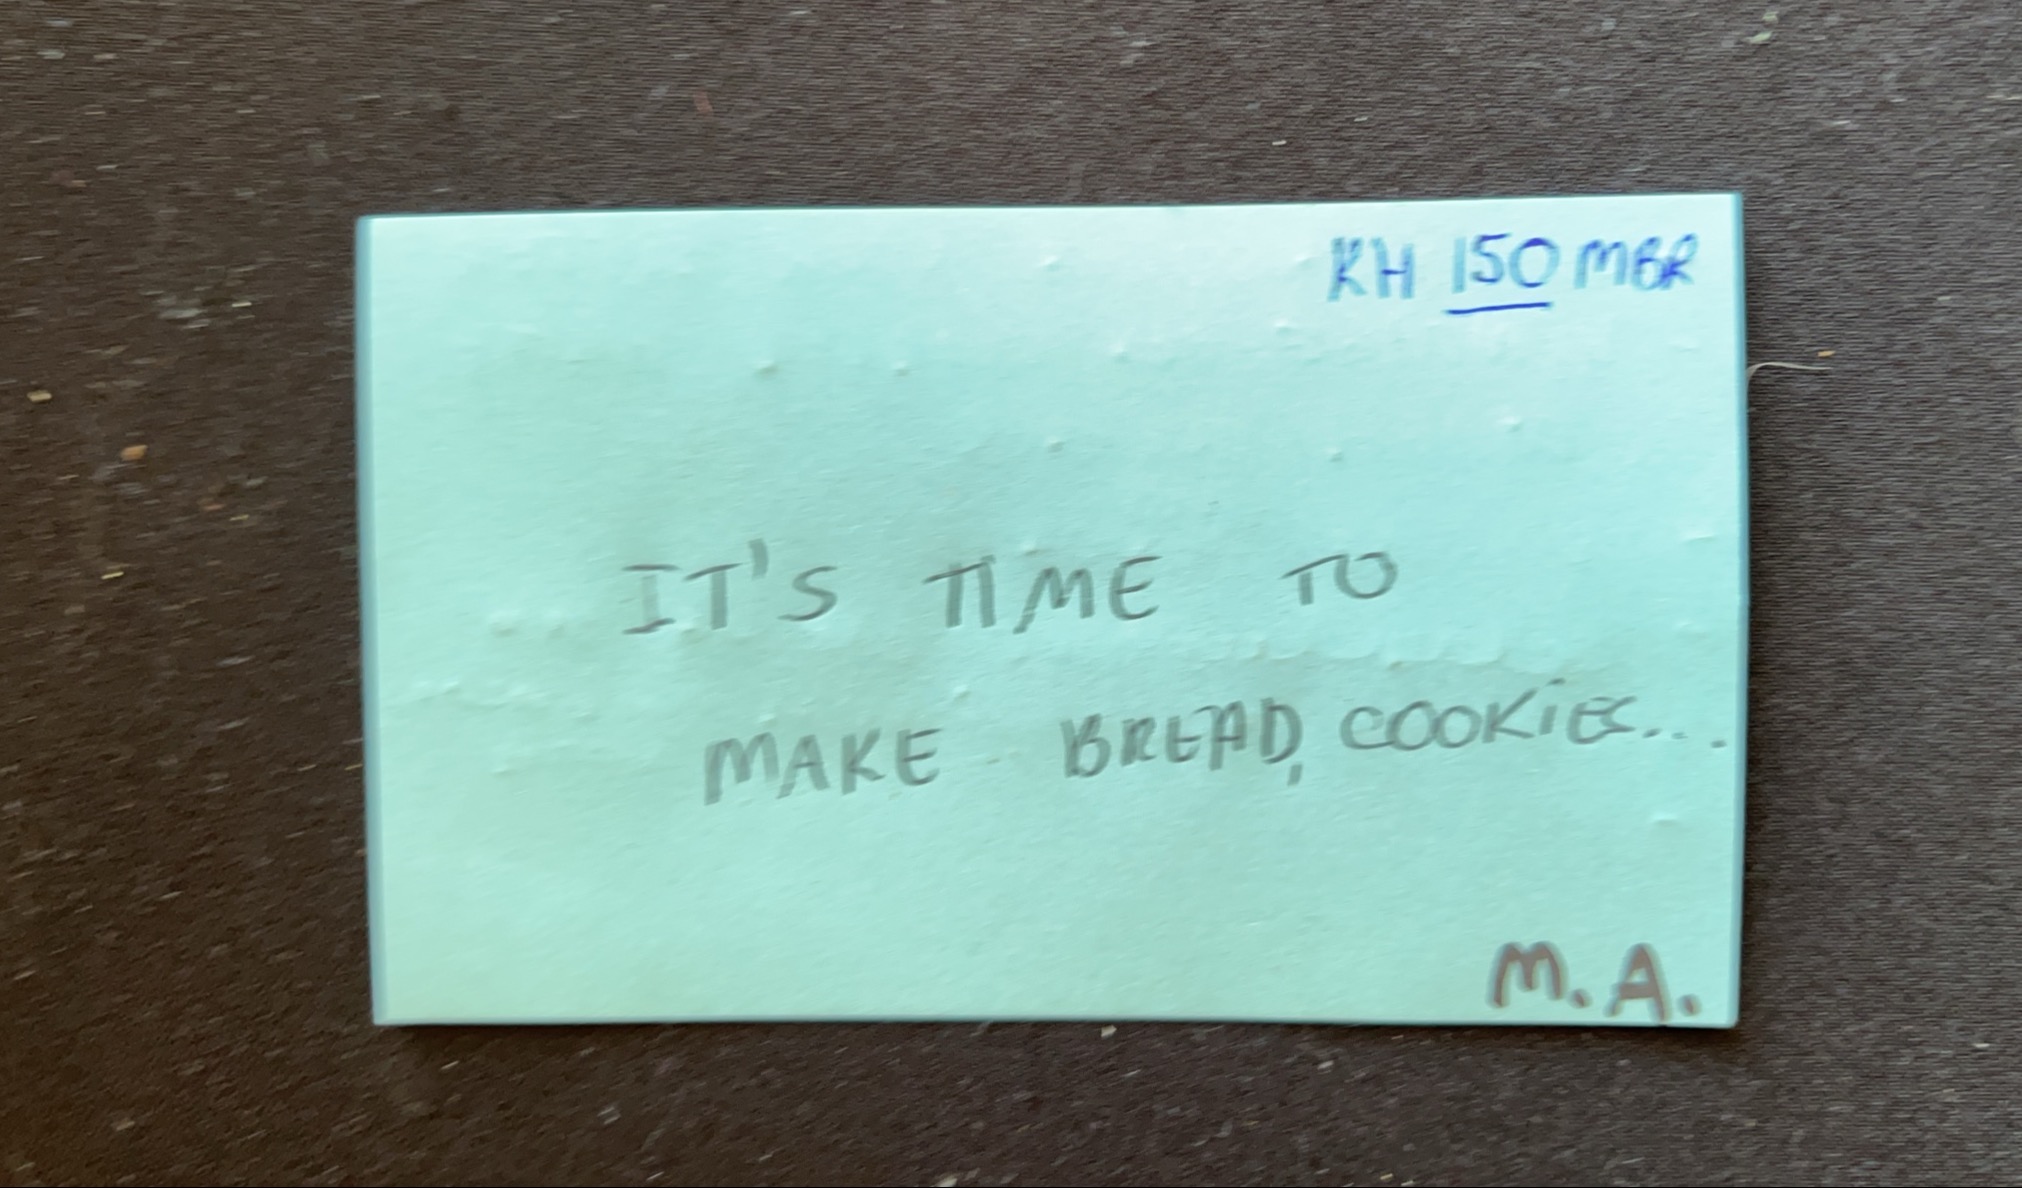 KH 150 MBR
IT'S TIME TO
MAKE BREAD, COOKiES...
M.A.